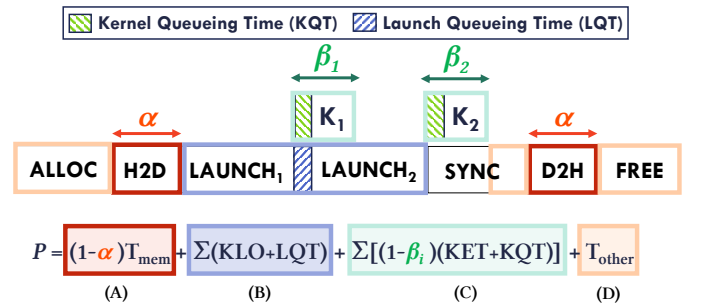 Kernel Queueing Time (KQT) Launch Queueing Time (LQT)
β₁ β₂
K₁ K₂
α α
ALLOC H2D LAUNCH₁ LAUNCH₂ SYNC D2H FREE
P = (1-α)Tₘₑₘ + Σ(KLO+LQT) + Σ[(1-βᵢ)(KET+KQT)] + T_other
(A) (B) (C) (D)